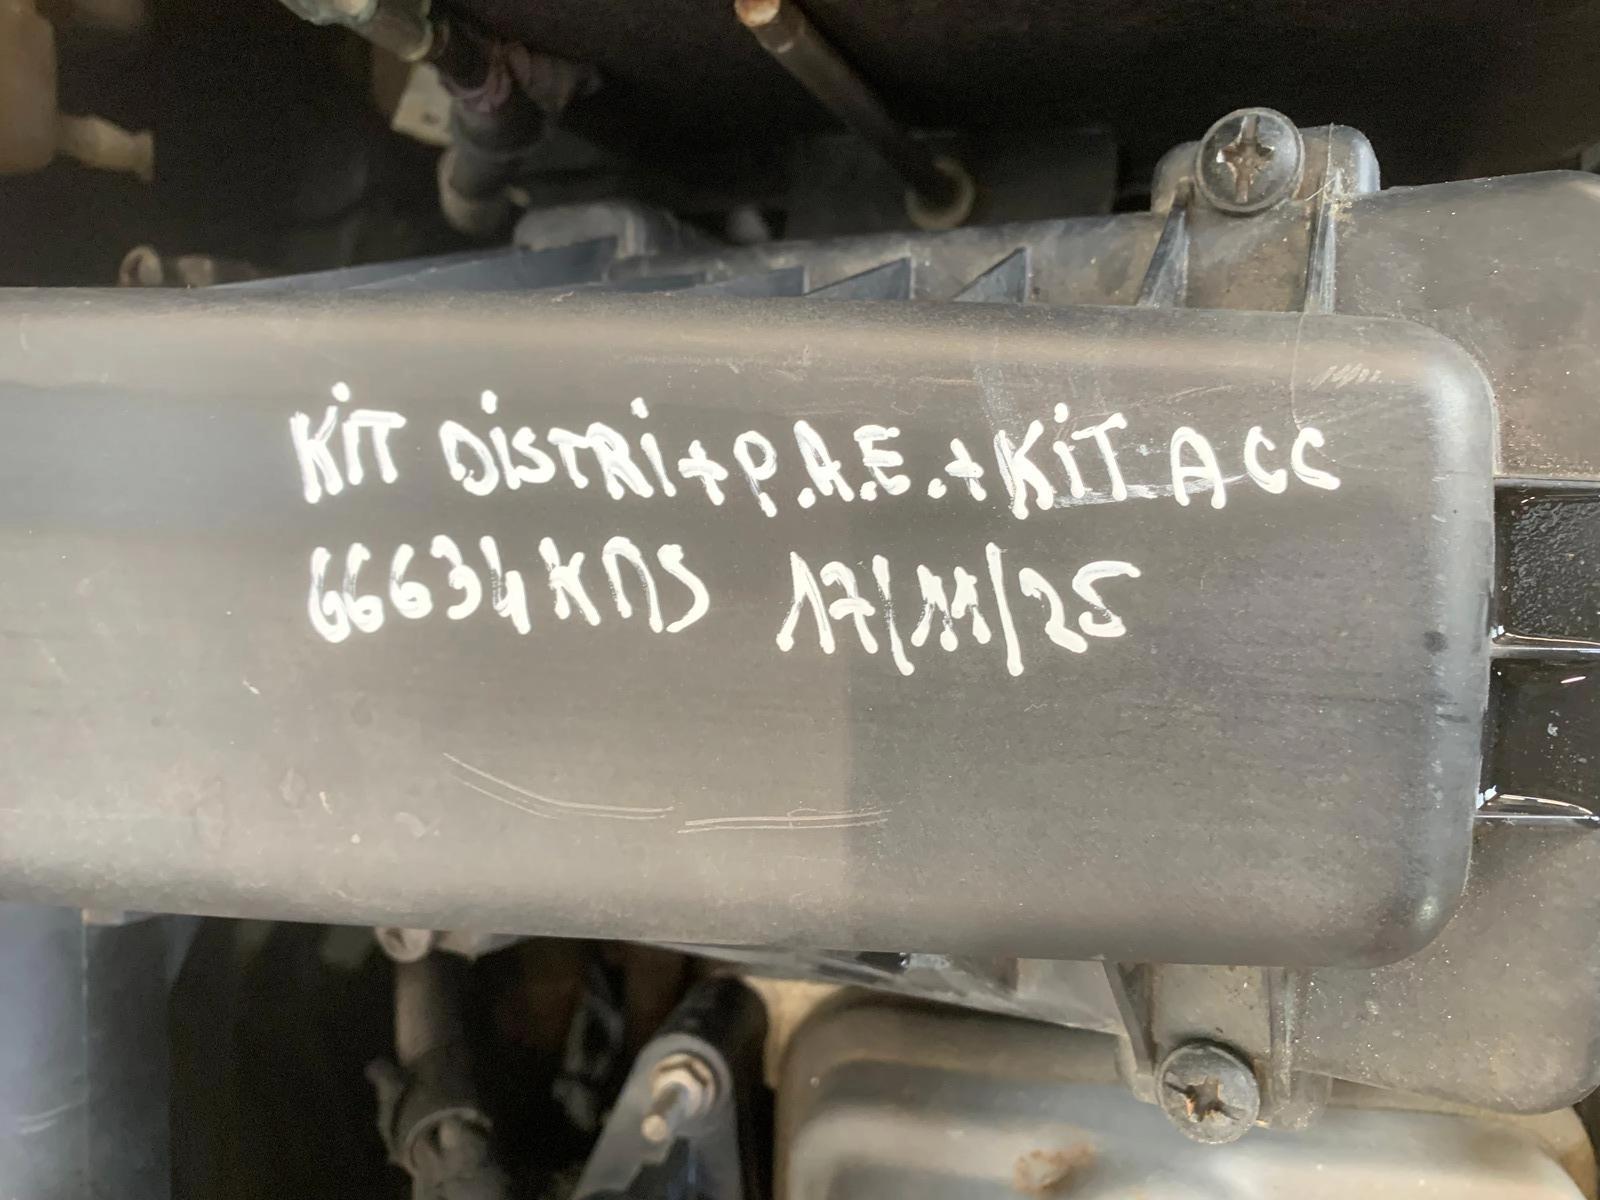 KiT DiSTRi+P.A.E.+KiT ACC
66634KMS 17/11/25